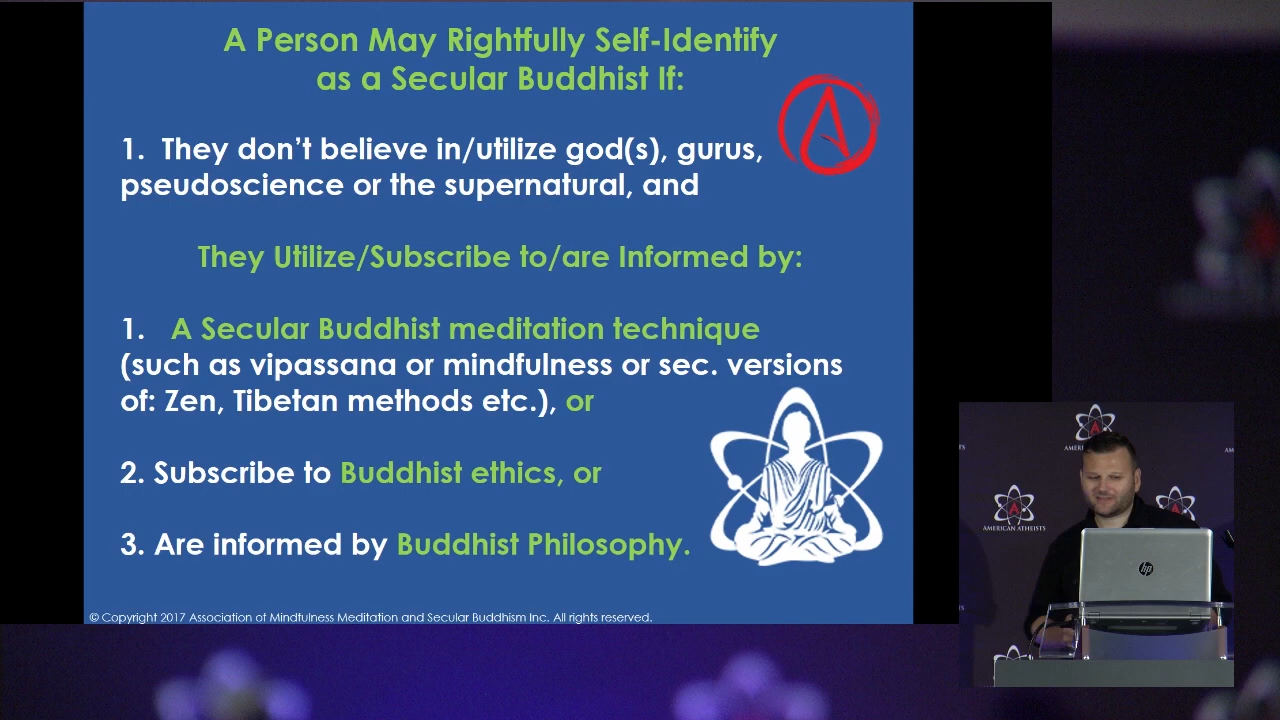 A Person May Rightfully Self-Identify
as a Secular Buddhist If:
1. They don't believe in/utilize god(s), gurus,
pseudoscience or the supernatural, and
They Utilize/Subscribe to/are Informed by:
1. A Secular Buddhist meditation technique
(such as vipassana or mindfulness or sec. versions
of: Zen, Tibetan methods etc.), or
2. Subscribe to Buddhist ethics, or
3. Are informed by Buddhist Philosophy.
© Copyright 2017 Association of Mindfulness Meditation and Secular Buddhism Inc. All rights reserved.
AMERICAN ATHEISTS
hp